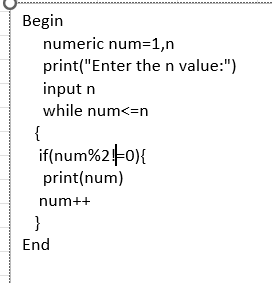 Begin
numeric num=1,n
print("Enter the n value:")
input n
while num<=n
{
if(num%2!=0){
print(num)
num++
}
End